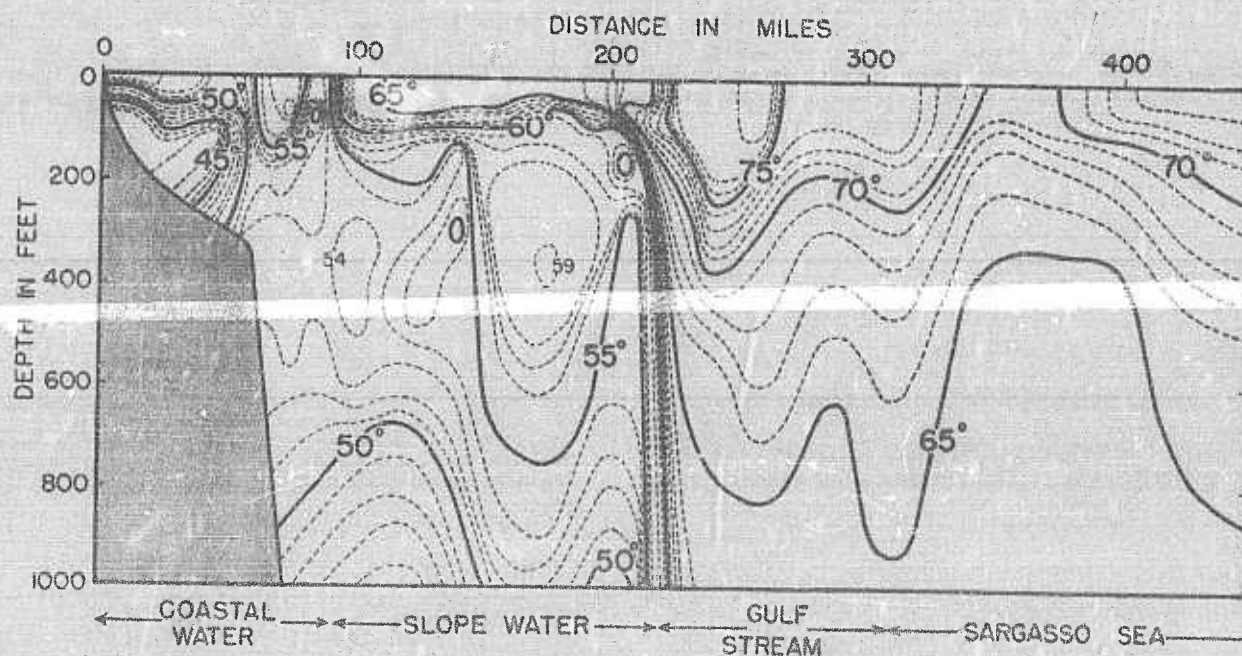 DISTANCE IN MILES
0 100 200 300 400
DEPTH IN FEET
0
200
400
600
800
1000
50°
65°
60°
45
55°
75°
70°
70°
54
59
55°
50°
65°
50°
COASTAL WATER
SLOPE WATER
GULF STREAM
SARGASSO SEA